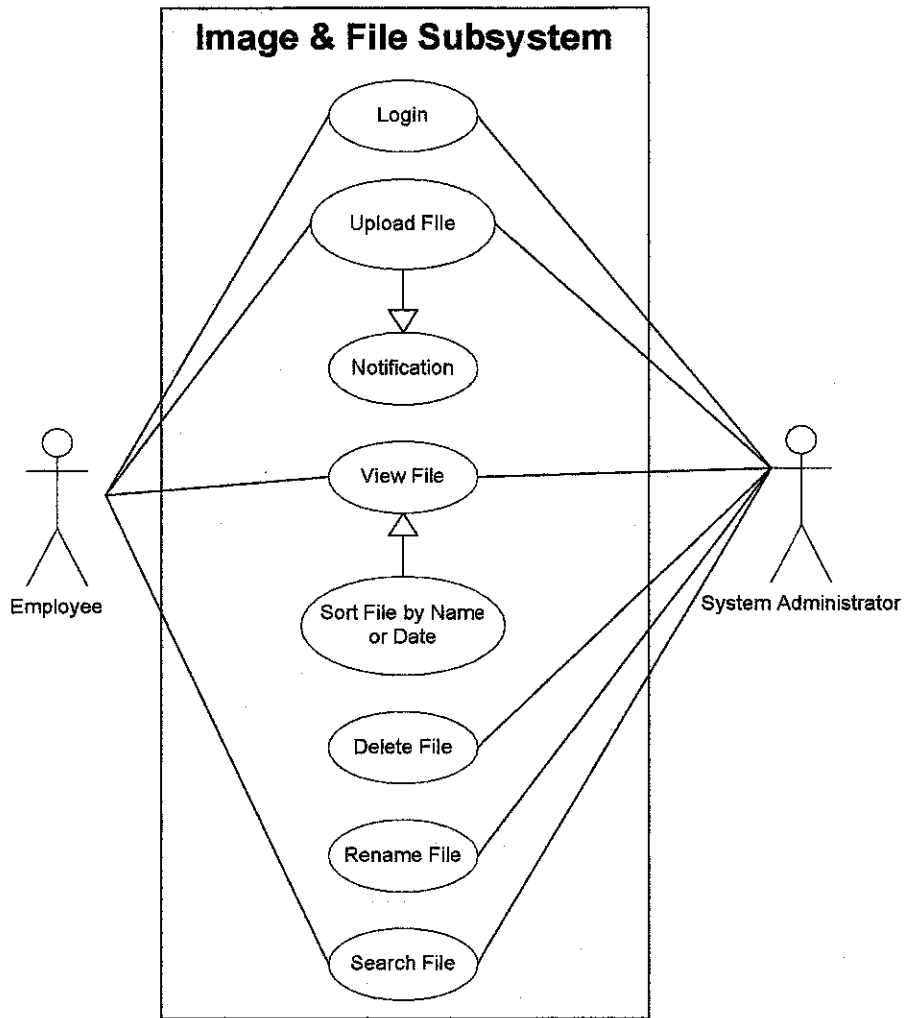 Image & File Subsystem
Login
Upload File
Notification
View File
Employee
System Administrator
Sort File by Name
or Date
Delete File
Rename File
Search File